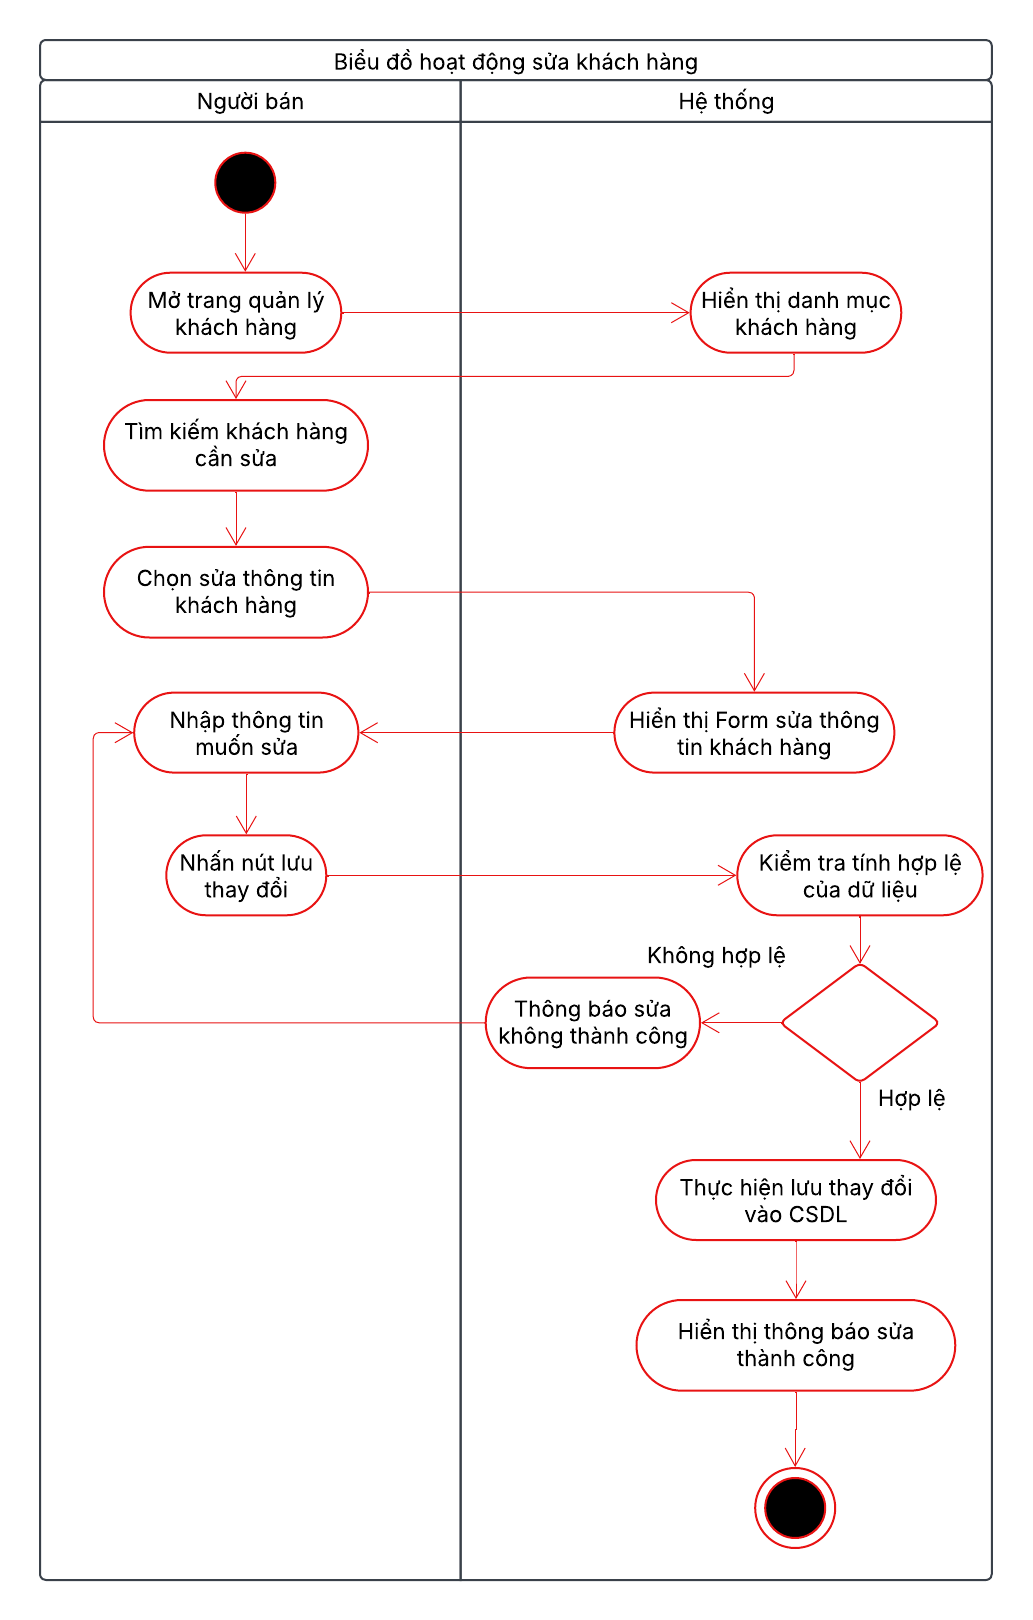 Biểu đồ hoạt động sửa khách hàng
Người bán
Hệ thống
Mở trang quản lý
khách hàng
Hiển thị danh mục
khách hàng
Tìm kiếm khách hàng
cần sửa
Chọn sửa thông tin
khách hàng
Nhập thông tin
muốn sửa
Hiển thị Form sửa thông
tin khách hàng
Nhấn nút lưu
thay đổi
Kiểm tra tính hợp lệ
của dữ liệu
Không hợp lệ
Thông báo sửa
không thành công
Hợp lệ
Thực hiện lưu thay đổi
vào CSDL
Hiển thị thông báo sửa
thành công